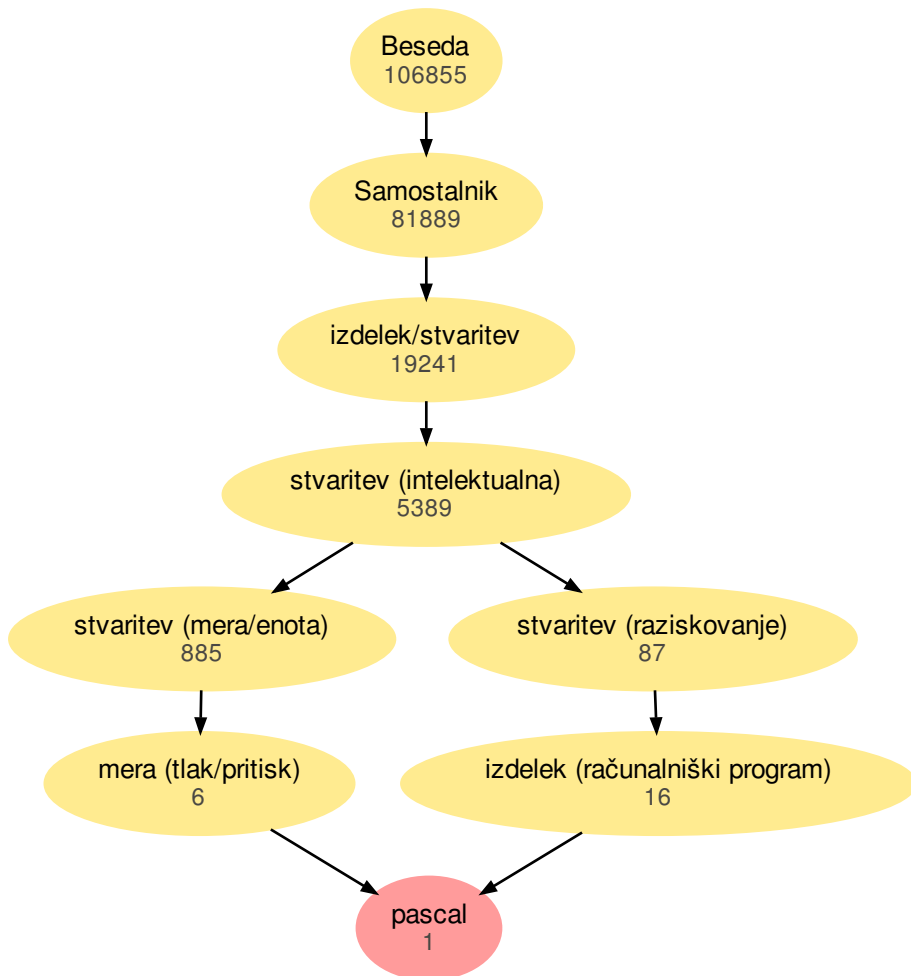 Beseda
106855
Samostalnik
81889
izdelek/stvaritev
19241
stvaritev (intelektualna)
5389
stvaritev (mera/enota)
885
stvaritev (raziskovanje)
87
mera (tlak/pritisk)
6
izdelek (računalniški program)
16
pascal
1